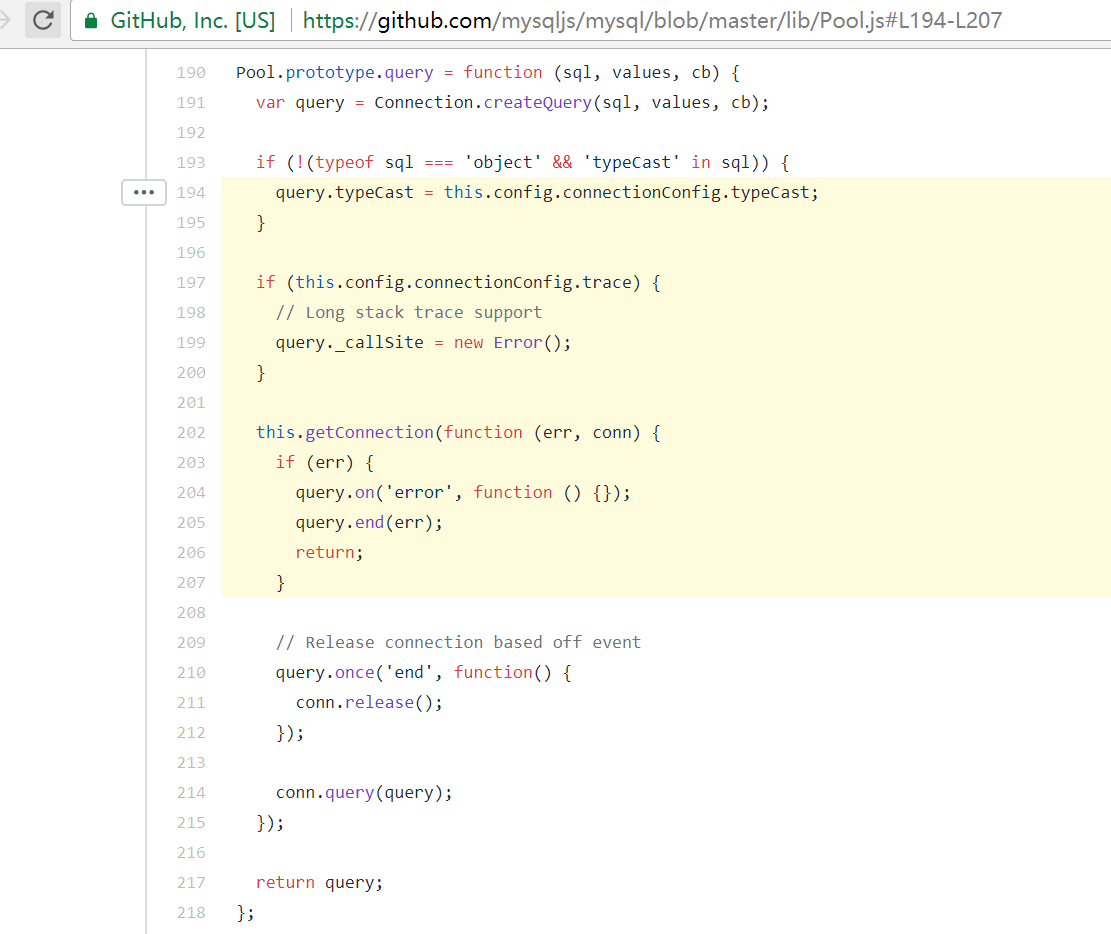 GitHub, Inc. [US] https://github.com/mysqljs/mysql/blob/master/lib/Pool.js#L194-L207
190 Pool.prototype.query = function (sql, values, cb) {
191   var query = Connection.createQuery(sql, values, cb);
192
193   if (!(typeof sql === 'object' && 'typeCast' in sql)) {
194     query.typeCast = this.config.connectionConfig.typeCast;
195   }
196
197   if (this.config.connectionConfig.trace) {
198     // Long stack trace support
199     query._callSite = new Error();
200   }
201
202   this.getConnection(function (err, conn) {
203     if (err) {
204       query.on('error', function () {});
205       query.end(err);
206       return;
207     }
208
209     // Release connection based off event
210     query.once('end', function() {
211       conn.release();
212     });
213
214     conn.query(query);
215   });
216
217   return query;
218 };